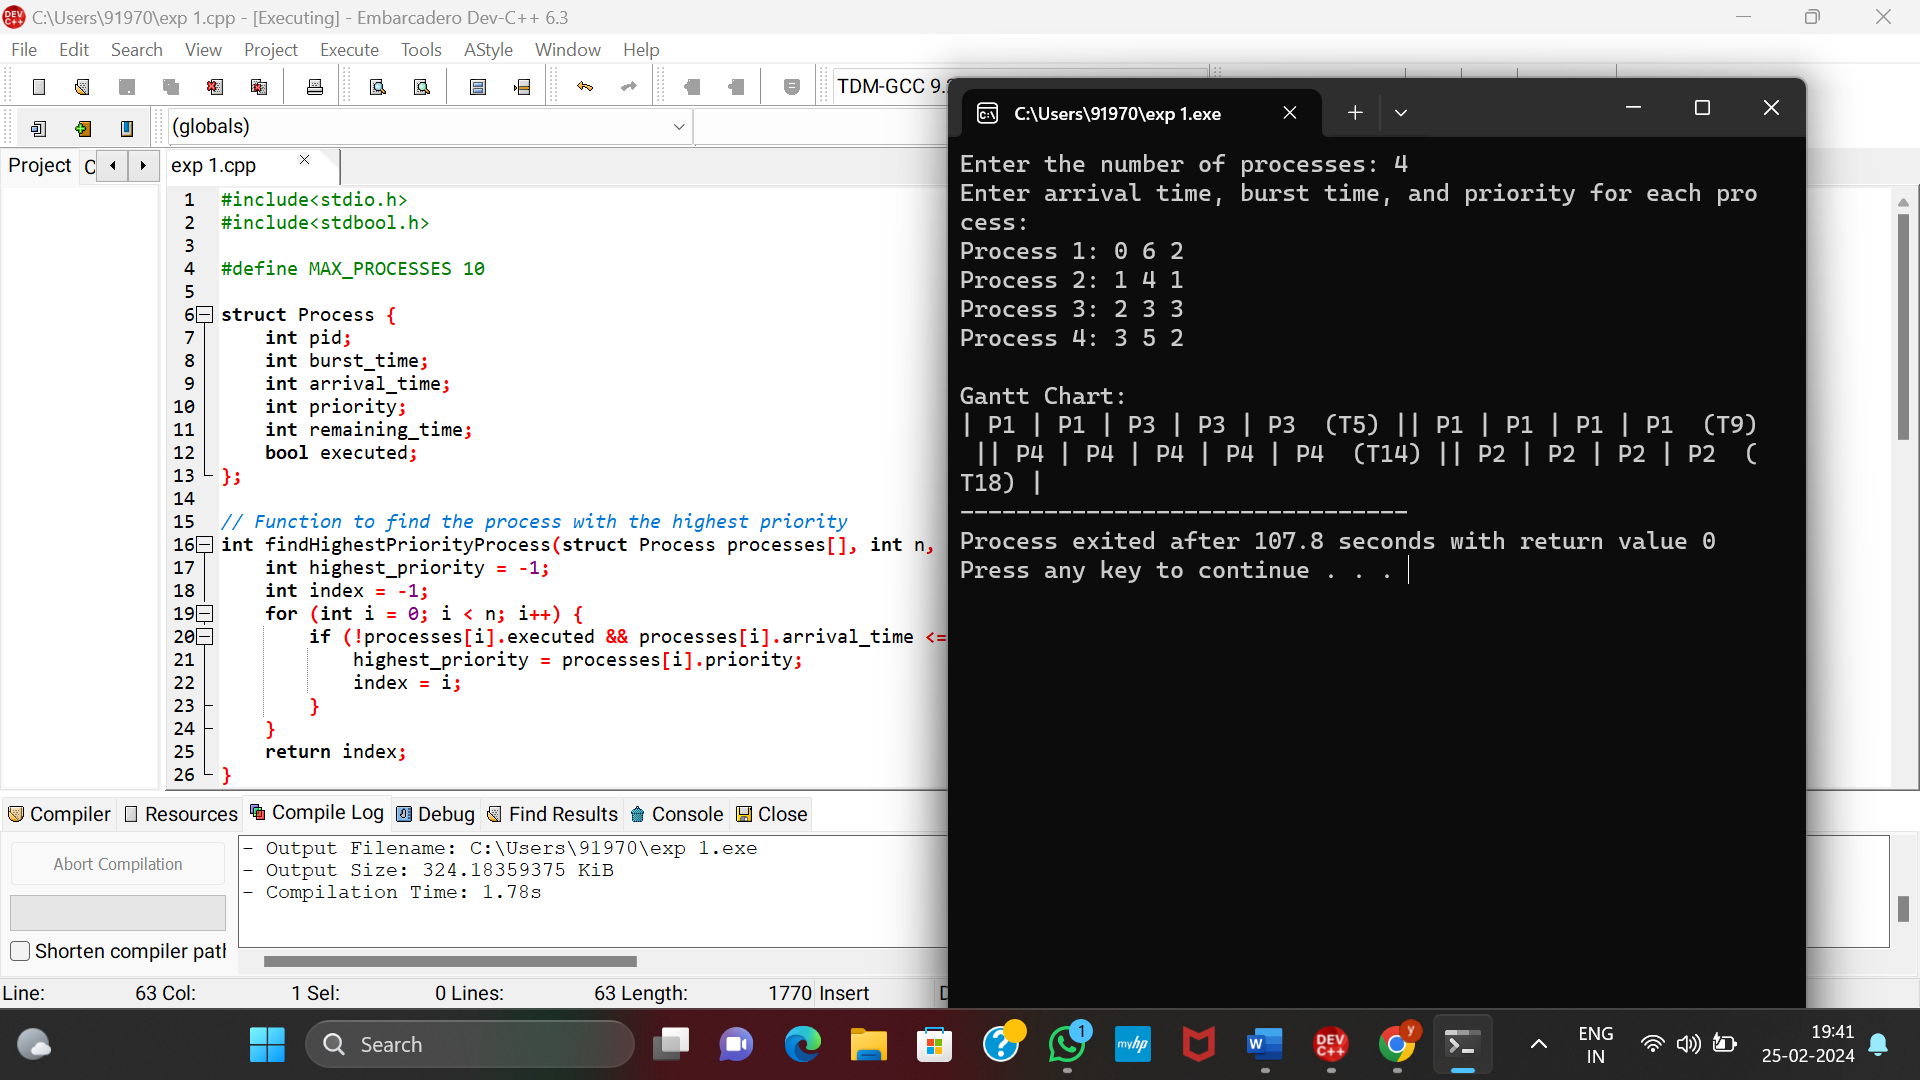 C:\Users\91970\exp 1.cpp - [Executing] - Embarcadero Dev-C++ 6.3
File Edit Search View Project Execute Tools AStyle Window Help
TDM-GCC 9.
(globals)
Project
exp 1.cpp
1 #include<stdio.h>
2 #include<stdbool.h>
3
4 #define MAX_PROCESSES 10
5
6 struct Process {
7 int pid;
8 int burst_time;
9 int arrival_time;
10 int priority;
11 int remaining_time;
12 bool executed;
13 };
14
15 // Function to find the process with the highest priority
16 int findHighestPriorityProcess(struct Process processes[], int n,
17 int highest_priority = -1;
18 int index = -1;
19 for (int i = 0; i < n; i++) {
20 if (!processes[i].executed && processes[i].arrival_time <=
21 highest_priority = processes[i].priority;
22 index = i;
23 }
24 }
25 return index;
26 }
C:\Users\91970\exp 1.exe
Enter the number of processes: 4
Enter arrival time, burst time, and priority for each pro
cess:
Process 1: 0 6 2
Process 2: 1 4 1
Process 3: 2 3 3
Process 4: 3 5 2
Gantt Chart:
| P1 | P1 | P3 | P3 | P3 (T5) || P1 | P1 | P1 | P1 (T9)
|| P4 | P4 | P4 | P4 | P4 (T14) || P2 | P2 | P2 | P2 (
T18) |
--------------------------------
Process exited after 107.8 seconds with return value 0
Press any key to continue . . .
Compiler Resources Compile Log Debug Find Results Console Close
Abort Compilation
Shorten compiler path
- Output Filename: C:\Users\91970\exp 1.exe
- Output Size: 324.18359375 KiB
- Compilation Time: 1.78s
Line: 63 Col: 1 Sel: 0 Lines: 63 Length: 1770 Insert
Search
myhp
DEV C++
1
y
ENG
IN
19:41
25-02-2024